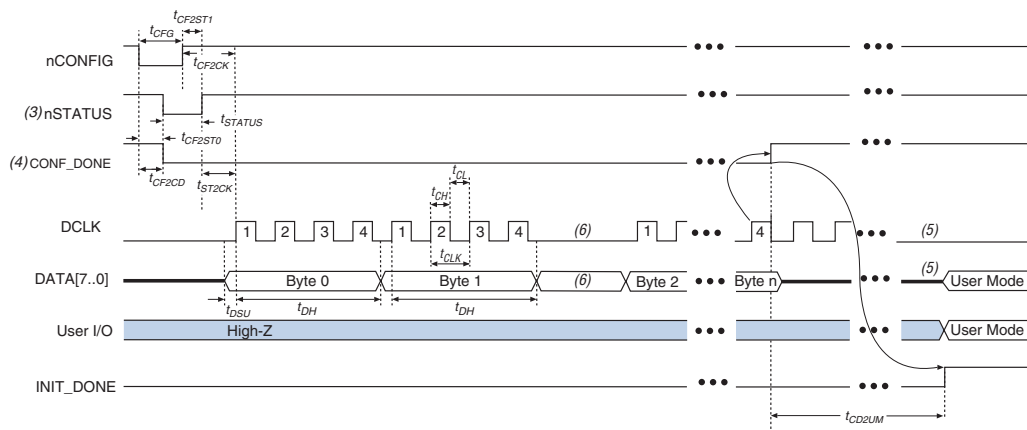 tCF2ST1
tCFG
nCONFIG
tCF2CK
(3) nSTATUS
tSTATUS
tCF2ST0
(4) CONF_DONE
tCF2CD
tST2CK
tCL
tCH
DCLK
1 2 3 4 1 2 3 4 (6) 1 4 (5)
tCLK
DATA[7..0]
Byte 0 Byte 1 (6) Byte 2 Byte n (5) User Mode
tDSU
tDH
tDH
User I/O
High-Z
User Mode
INIT_DONE
tCD2UM